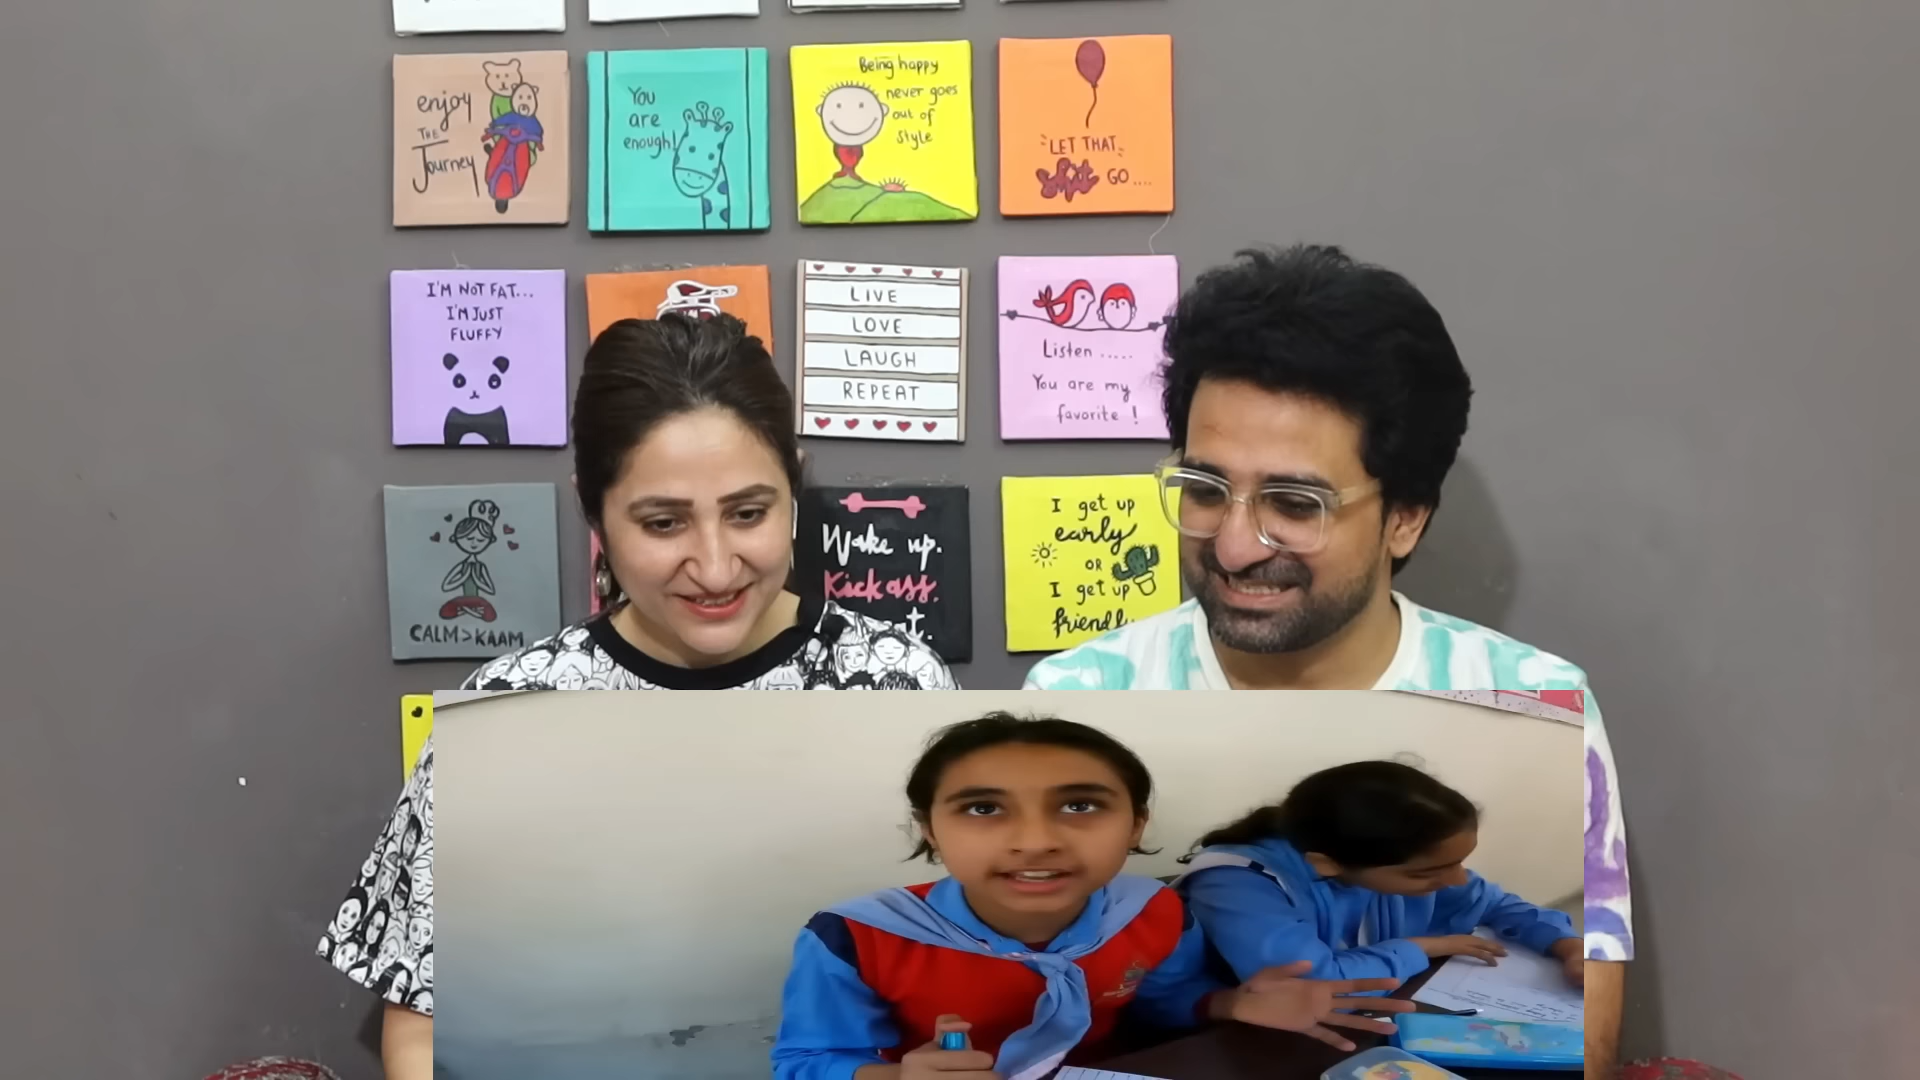 enjoy
THE
Journey
You
are
enough!
Being happy
never goes
out of
style
LET THAT
shit GO ....
I'M NOT FAT...
I'M JUST
FLUFFY
LIVE
LOVE
LAUGH
REPEAT
Listen .....
You are my
favorite !
CALM>KAAM
Wake up.
Kick ass.
I get up
early
OR
I get up
friendly